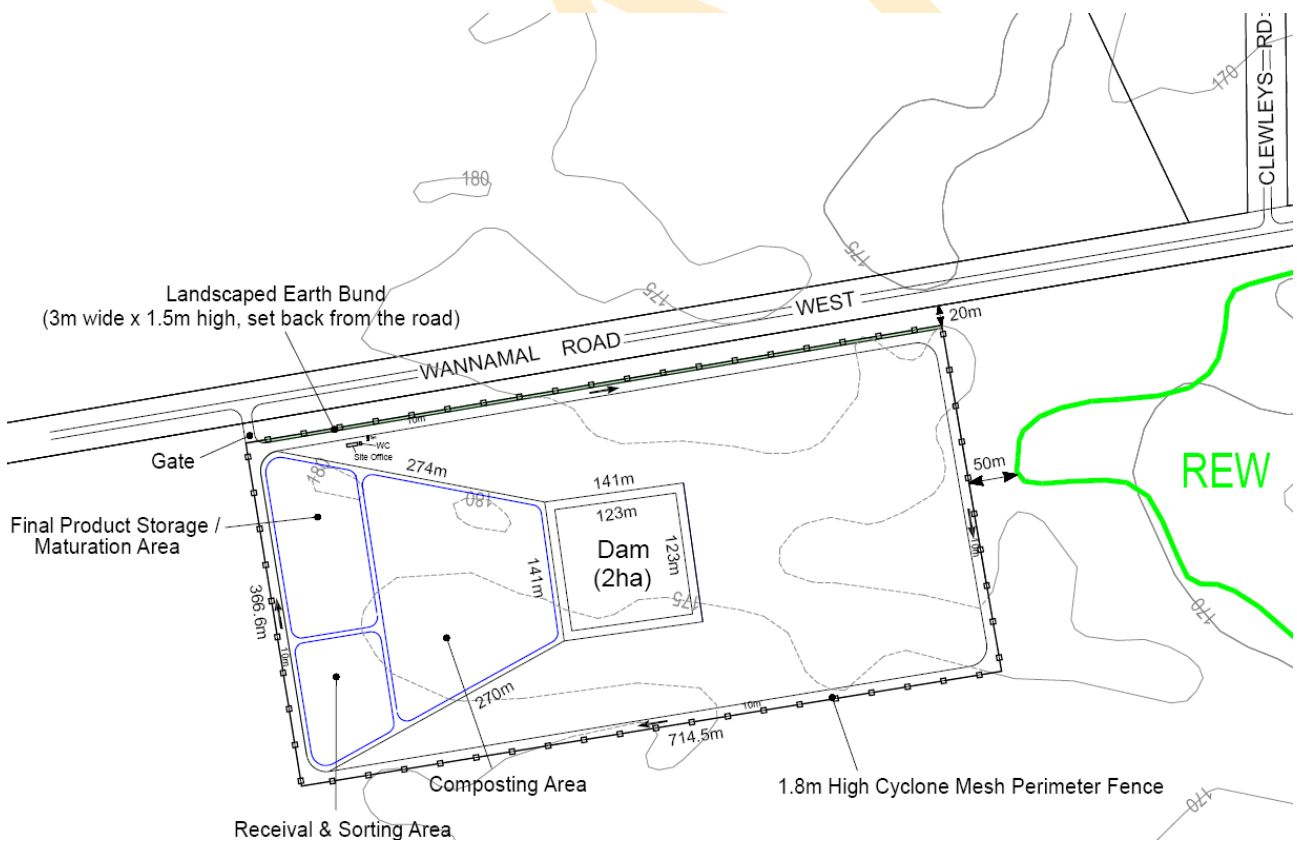 170
CLEWLEYS RD
180
175
175
Landscaped Earth Bund
(3m wide x 1.5m high, set back from the road)
WANNAMAL ROAD WEST
20m
10m
WC
Site Office
Gate
180
274m
141m
50m
REW
180
123m
Final Product Storage /
Maturation Area
Dam
(2ha)
123m
10m
141m
175
366.6m
170
10m
270m
10m
714.5m
Composting Area
1.8m High Cyclone Mesh Perimeter Fence
170
Receival & Sorting Area